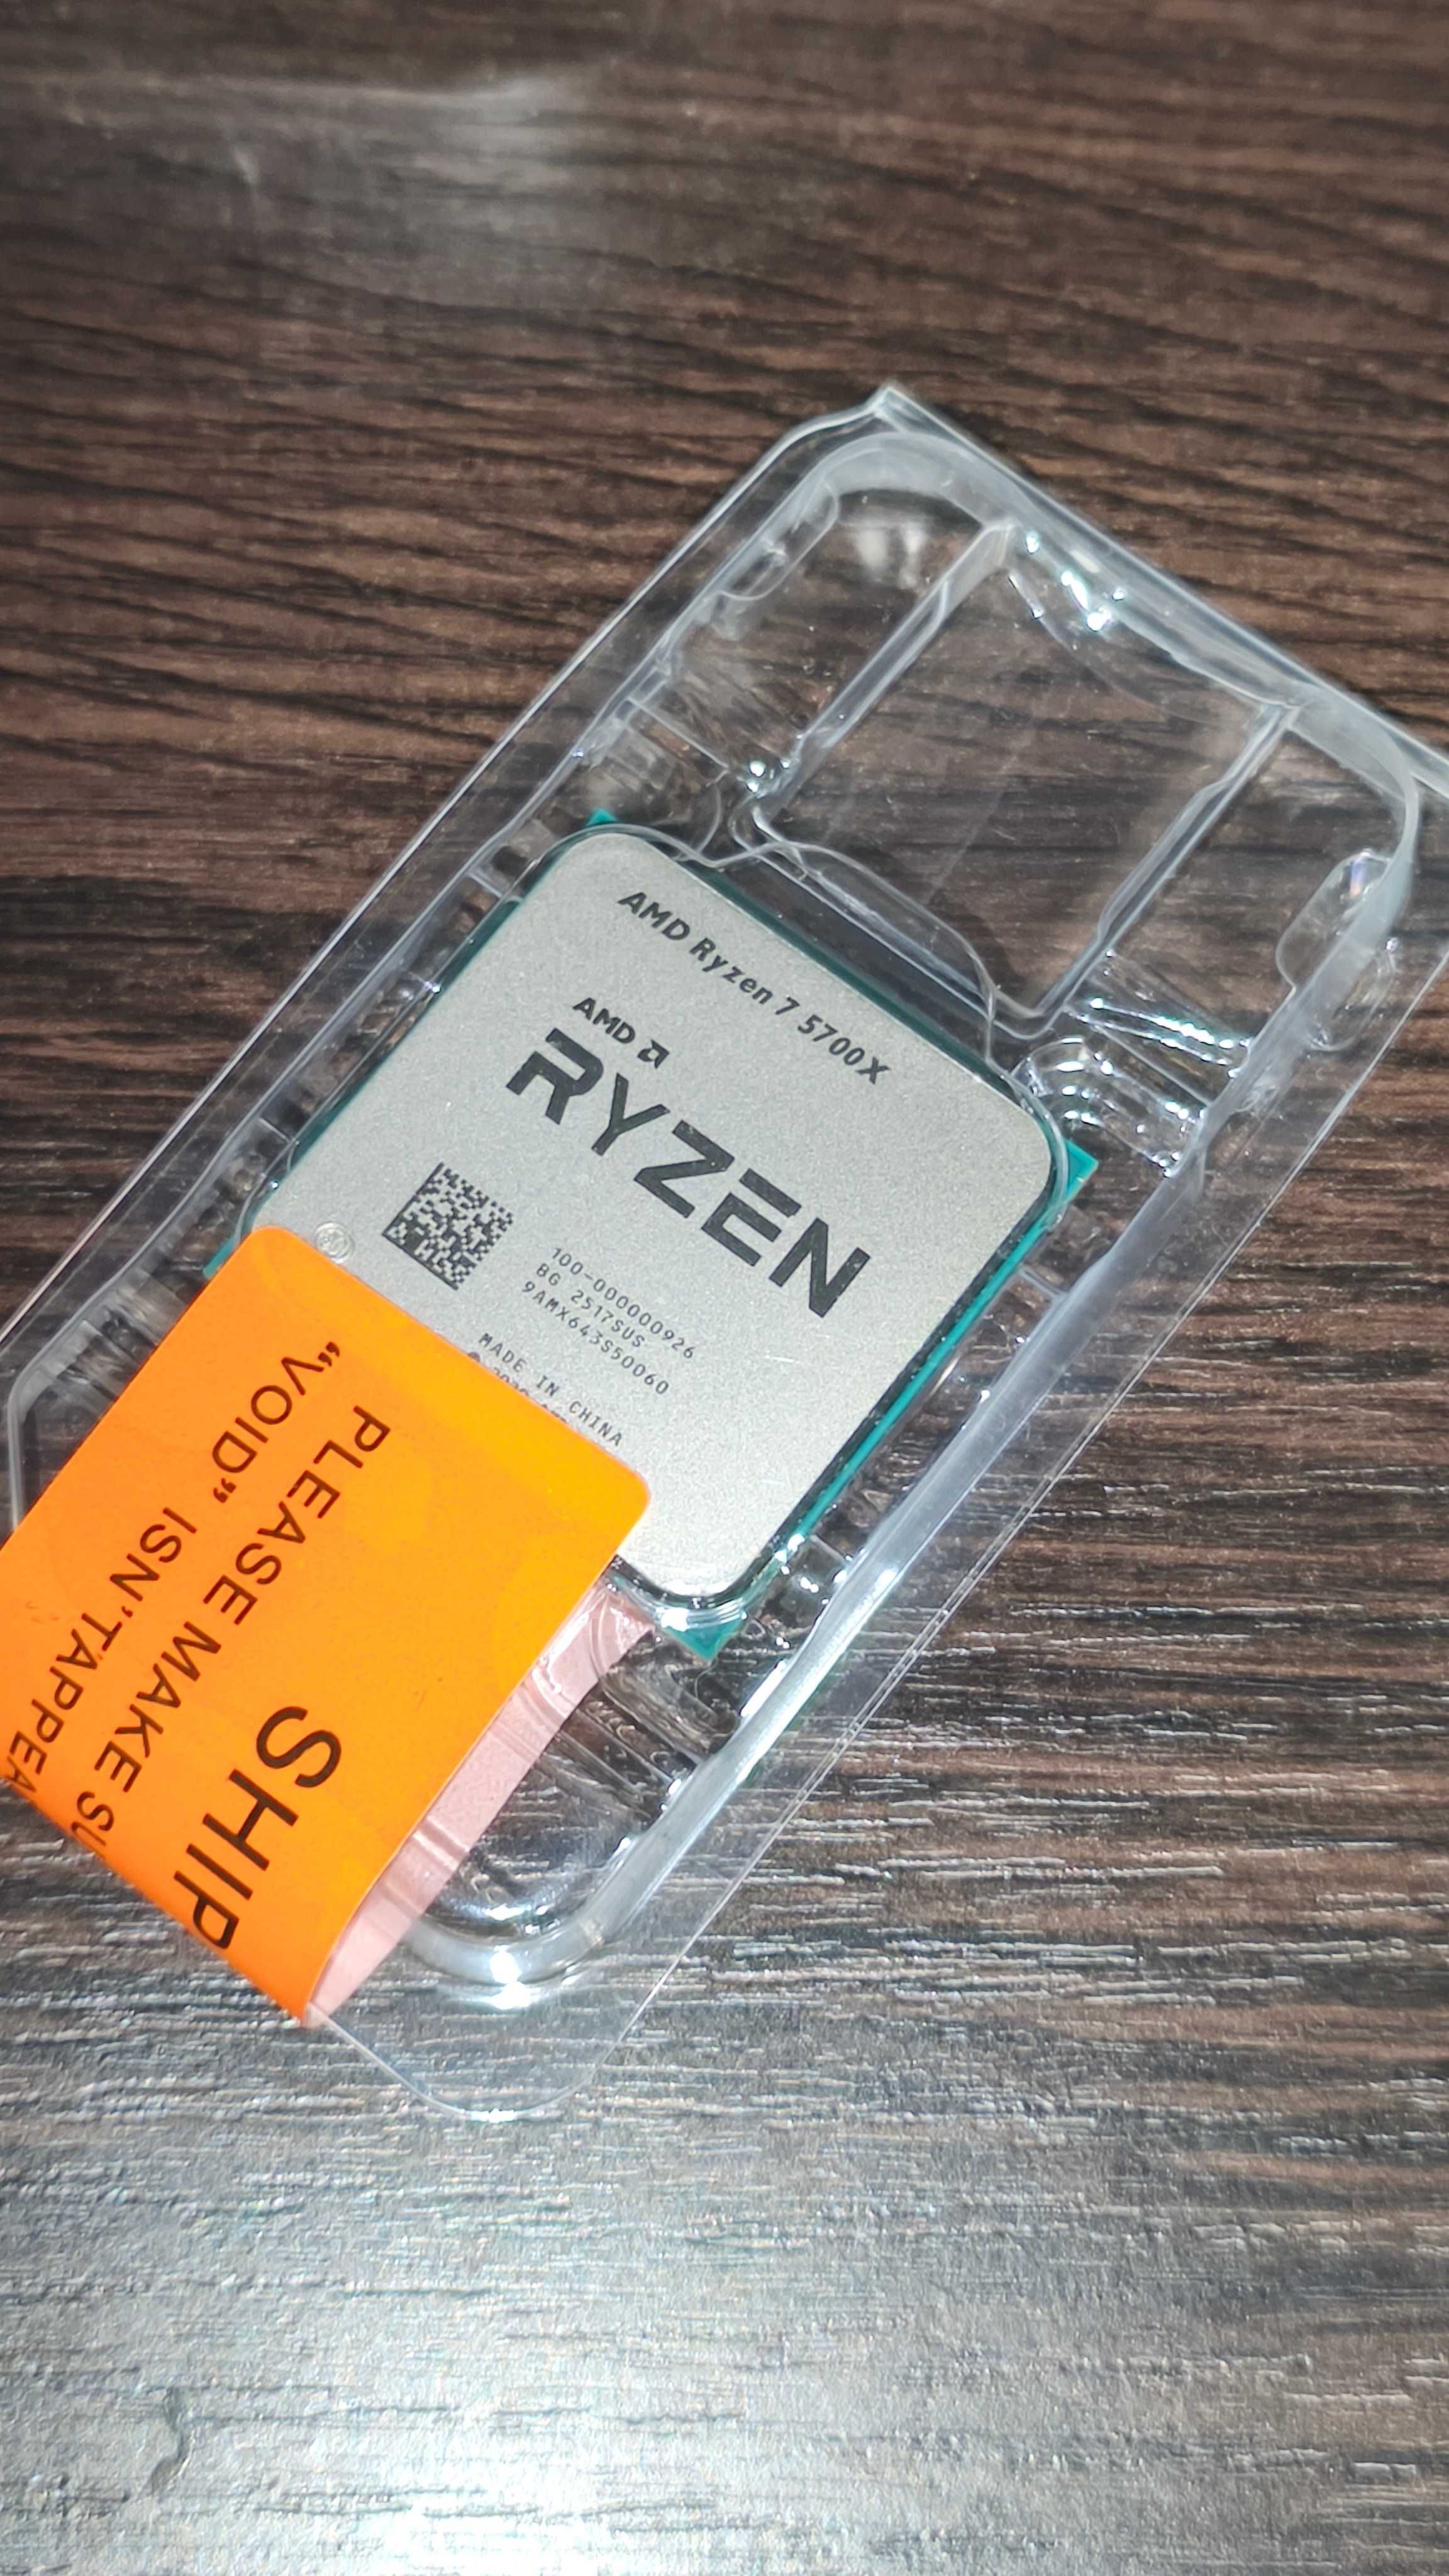 AMD Ryzen 7 5700X
AMD
RYZEN
100-000000926
BG 2517SUS
9AMX643S50060
MADE IN CHINA
SHIP
PLEASE MAKE SU
"VOID" ISN'T APPEA